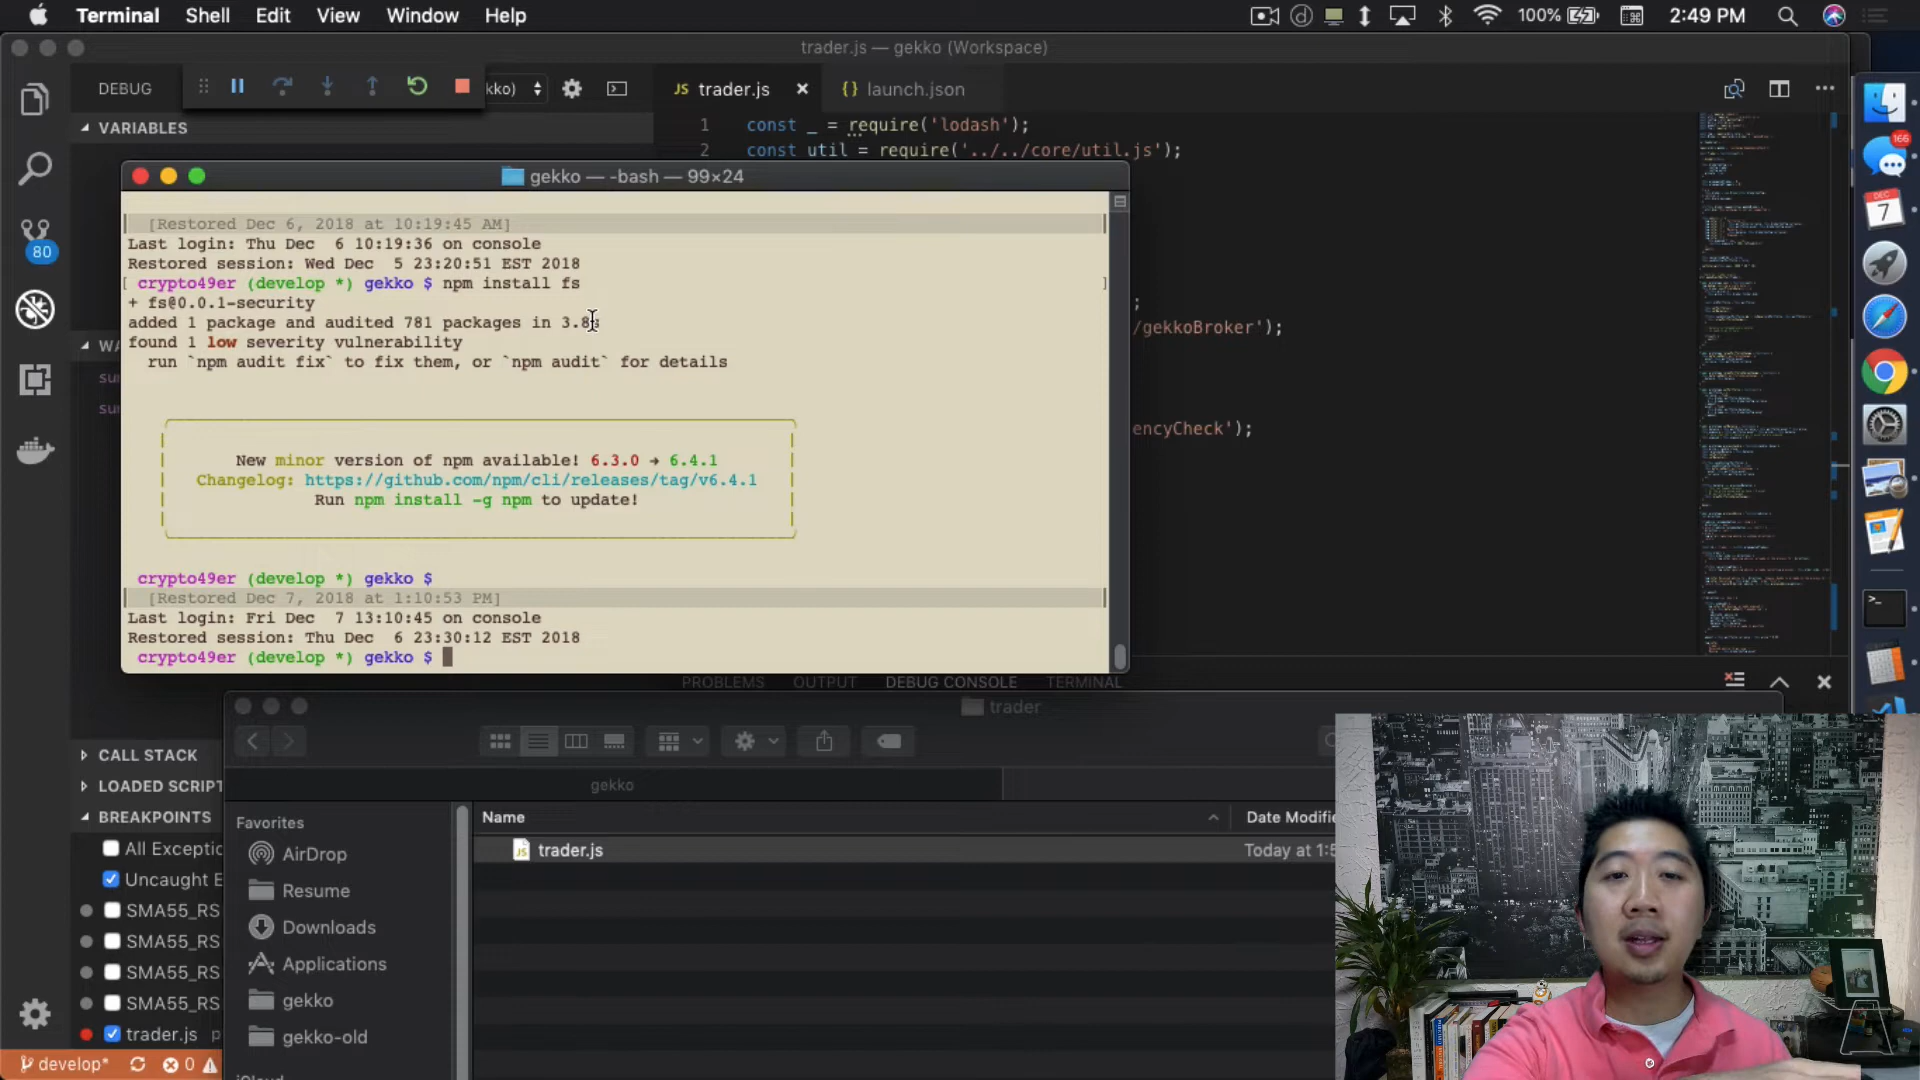 Terminal Shell Edit View Window Help 100% 2:49 PM
trader.js — gekko (Workspace)
DEBUG kko) JS trader.js {} launch.json
VARIABLES
1 const _ = require('lodash');
2 const util = require('../../core/util.js');
166
DEC
7
gekko — -bash — 99×24
[Restored Dec 6, 2018 at 10:19:45 AM]
Last login: Thu Dec  6 10:19:36 on console
Restored session: Wed Dec  5 23:20:51 EST 2018
[ crypto49er (develop *) gekko $ npm install fs ]
+ fs@0.0.1-security
added 1 package and audited 781 packages in 3.8s
found 1 low severity vulnerability
run `npm audit fix` to fix them, or `npm audit` for details
New minor version of npm available! 6.3.0 → 6.4.1
Changelog: https://github.com/npm/cli/releases/tag/v6.4.1
Run npm install -g npm to update!
crypto49er (develop *) gekko $
[Restored Dec 7, 2018 at 1:10:53 PM]
Last login: Fri Dec  7 13:10:45 on console
Restored session: Thu Dec  6 23:30:12 EST 2018
crypto49er (develop *) gekko $
80
;
/gekkoBroker');
encyCheck');
WA
su
su
PROBLEMS OUTPUT DEBUG CONSOLE TERMINAL
trader
gekko
CALL STACK
LOADED SCRIPT
BREAKPOINTS
All Exceptio
Uncaught E
SMA55_RS
SMA55_RS
SMA55_RS
SMA55_RS
trader.js p
Favorites
AirDrop
Resume
Downloads
Applications
gekko
gekko-old
Name Date Modifie
JS trader.js Today at 1:5
develop* 0